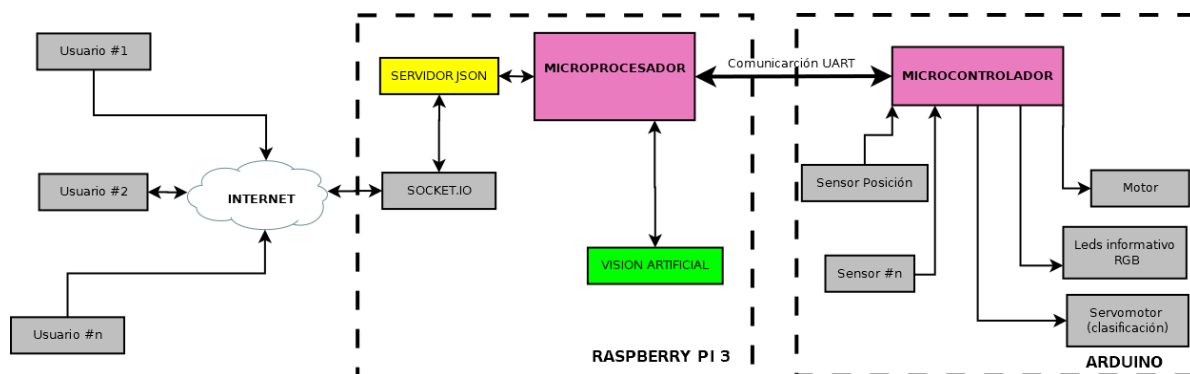 Usuario #1
Usuario #2
Usuario #n
INTERNET
SERVIDOR JSON
SOCKET.IO
MICROPROCESADOR
VISION ARTIFICIAL
RASPBERRY PI 3
Comunicarción UART
MICROCONTROLADOR
Sensor Posición
Sensor #n
Motor
Leds informativo
RGB
Servomotor
(clasificación)
ARDUINO